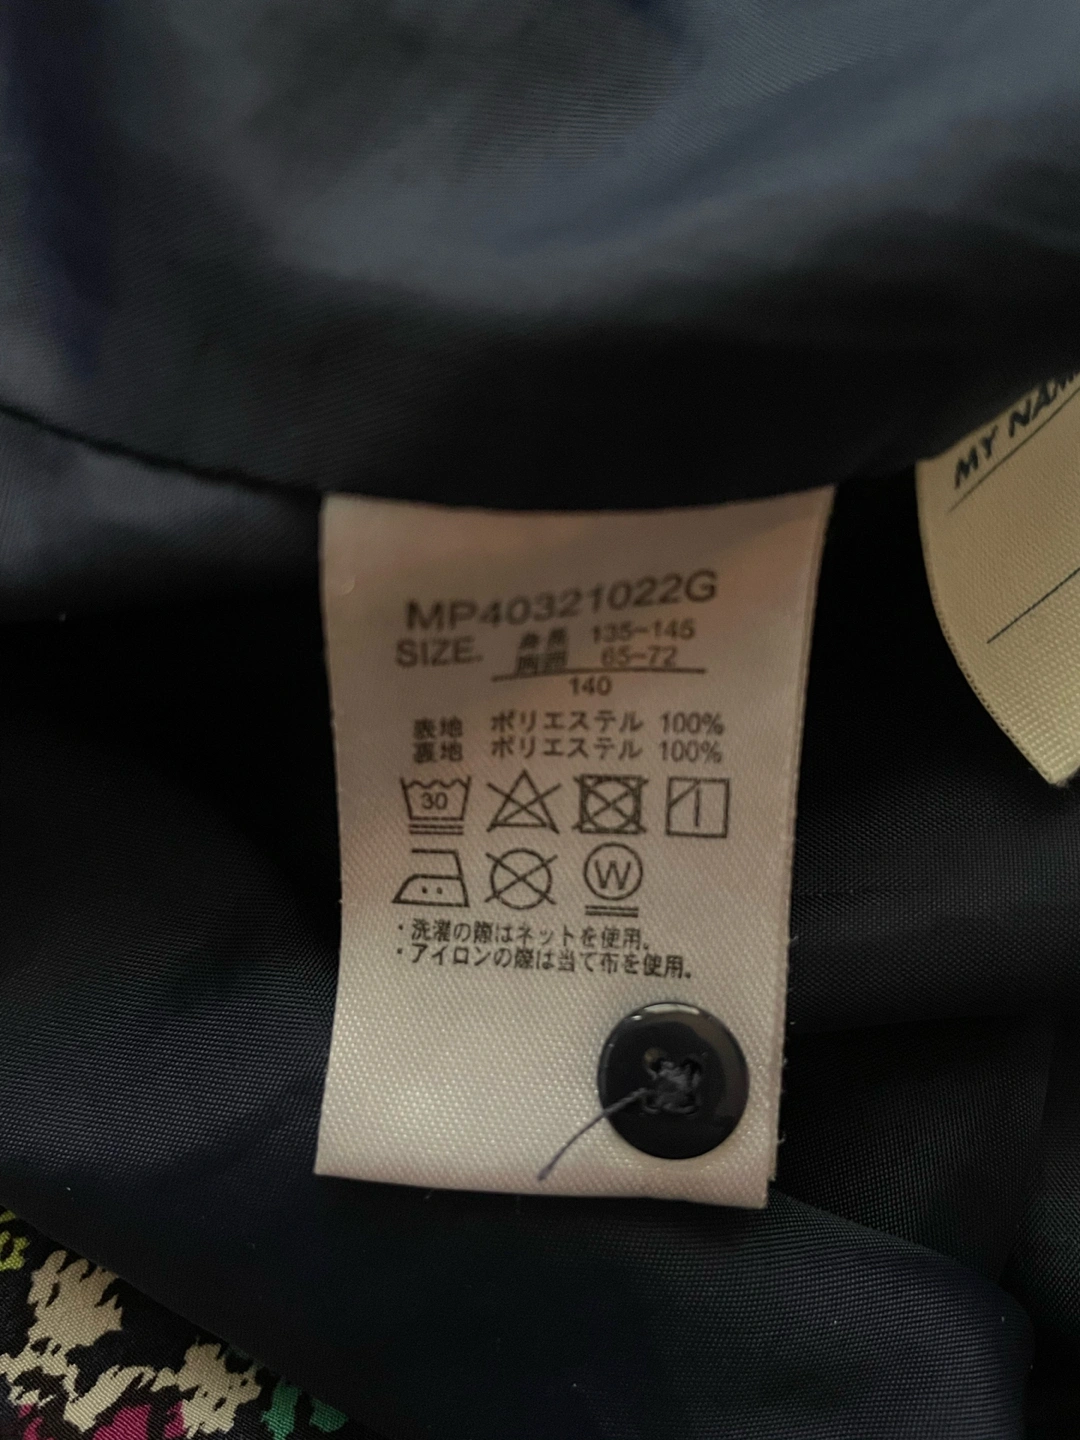 MY NAM
MP40321022G
SIZE. 身長 135-145
胸囲 65-72
140
表地 ポリエステル 100%
裏地 ポリエステル 100%
30
W
・洗濯の際はネットを使用。
・アイロンの際は当て布を使用。